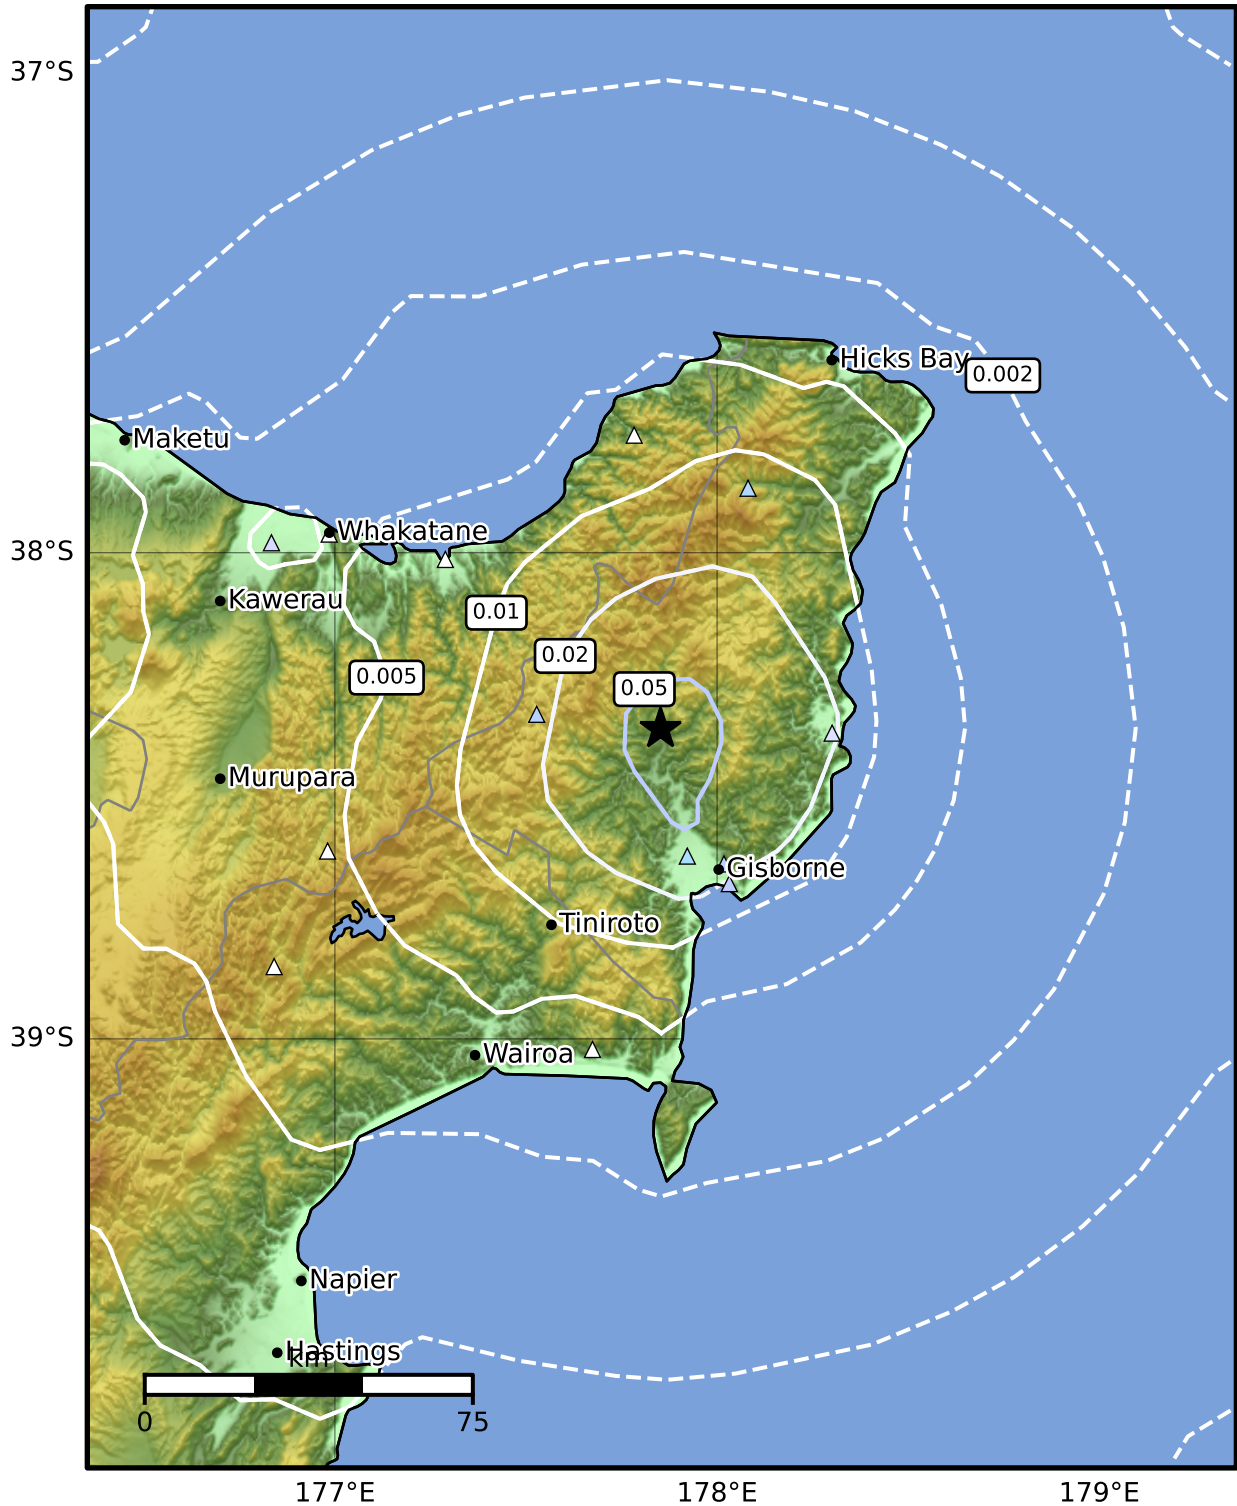 37°S
Hicks Bay
0.002
Maketu
Whakatane
38°S
Kawerau
0.01
0.02
0.005
0.05
Murupara
Gisborne
Tiniroto
39°S
Wairoa
Napier
Hastings
km
0
75
177°E
178°E
179°E